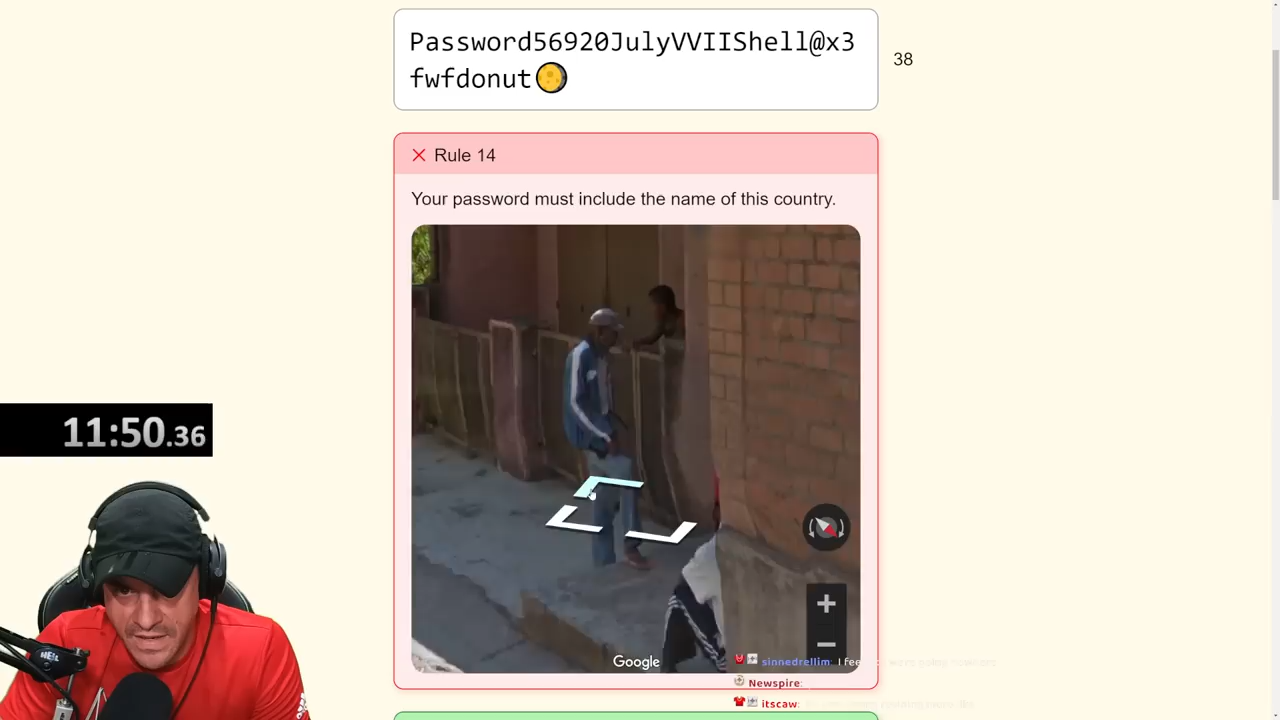 Password56920JulyVVIIShell@x3
fwfdonut🌕
38
Rule 14
Your password must include the name of this country.
11:50.36
Google
sinnedrellim: I fee
Newspire:
itscaw: